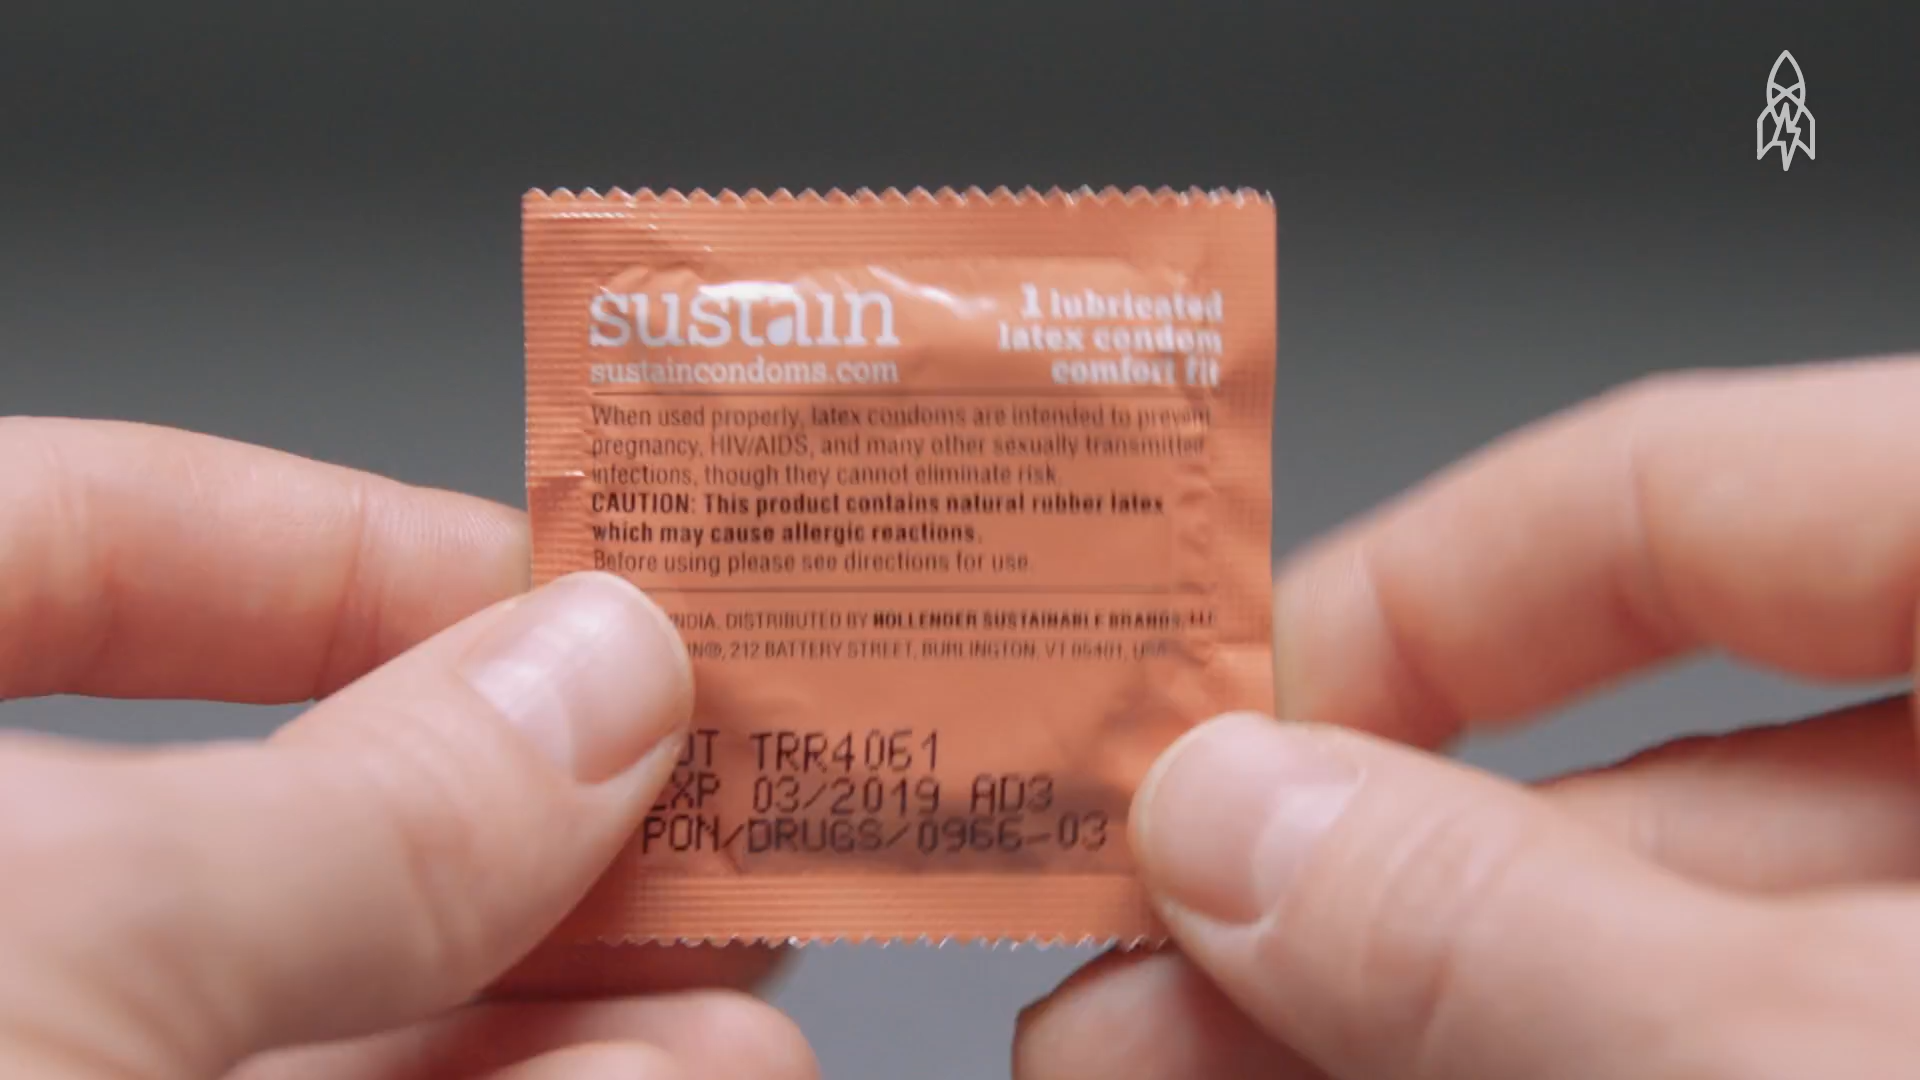 sustain
sustaincondoms.com
1 lubricated
latex condom
comfort fit
When used properly, latex condoms are intended to prevent
pregnancy, HIV/AIDS, and many other sexually transmitted
infections, though they cannot eliminate risk.
CAUTION: This product contains natural rubber latex
which may cause allergic reactions.
Before using please see directions for use.
DISTRIBUTED BY HOLLENDER SUSTAINABLE BRANDS,
212 BATTERY STREET, BURLINGTON, VT 05401, USA
TRR4061
EXP 03/2019 AD3
PON/DRUGS/0966-03